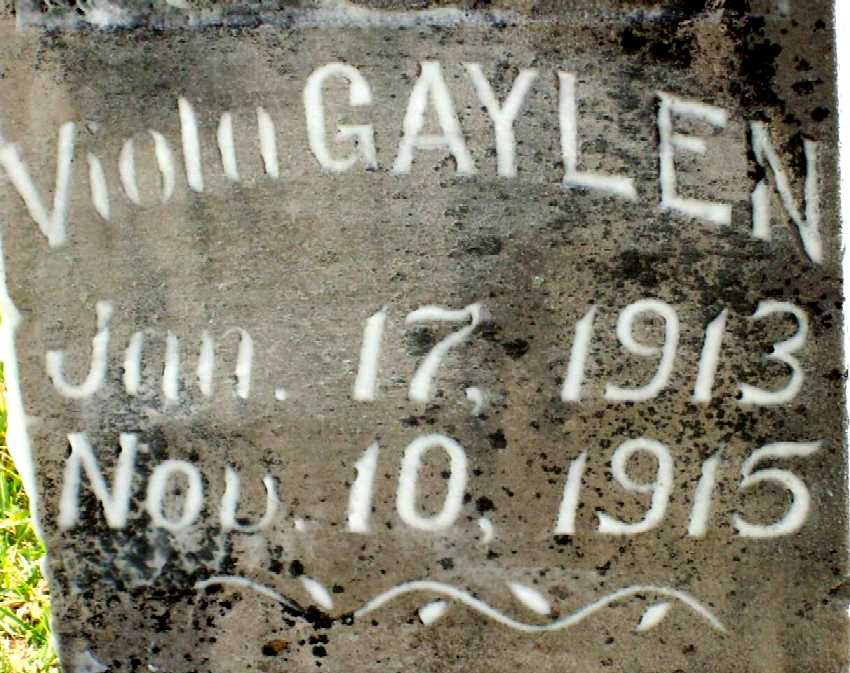 Viola GAYLEN
Jan. 17, 1913
Nov. 10, 1915